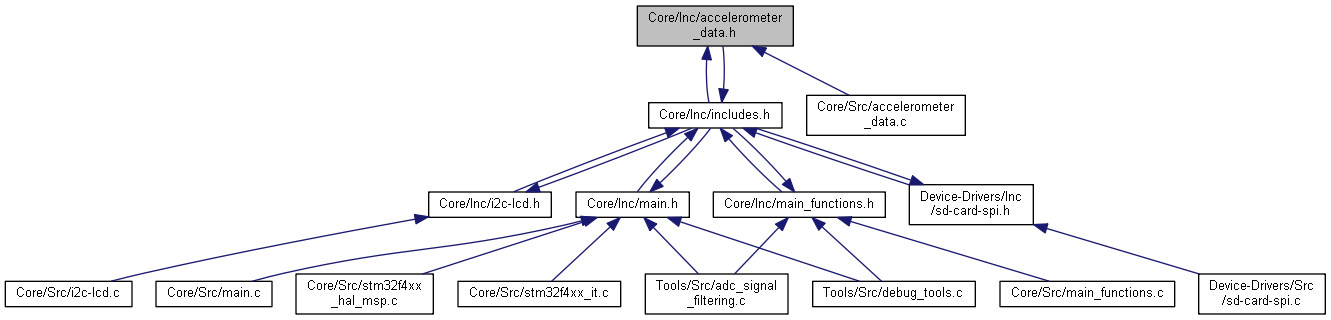 Core/Inc/accelerometer
_data.h
Core/Inc/includes.h
Core/Src/accelerometer
_data.c
Core/Inc/i2c-lcd.h
Core/Inc/main.h
Core/Inc/main_functions.h
Device-Drivers/Inc
/sd-card-spi.h
Core/Src/i2c-lcd.c
Core/Src/main.c
Core/Src/stm32f4xx
_hal_msp.c
Core/Src/stm32f4xx_it.c
Tools/Src/adc_signal
_filtering.c
Tools/Src/debug_tools.c
Core/Src/main_functions.c
Device-Drivers/Src
/sd-card-spi.c